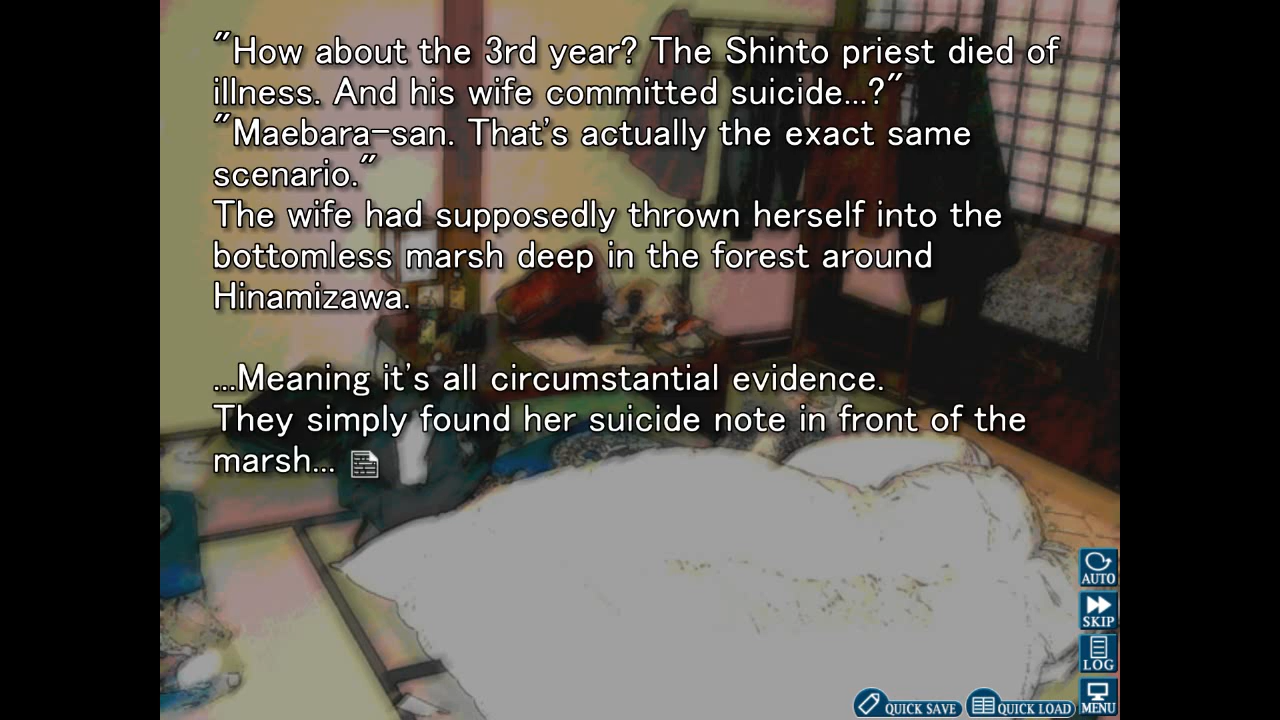 "How about the 3rd year? The Shinto priest died of
illness. And his wife committed suicide...?"
"Maebara-san. That's actually the exact same
scenario."
The wife had supposedly thrown herself into the
bottomless marsh deep in the forest around
Hinamizawa.
...Meaning it's all circumstantial evidence.
They simply found her suicide note in front of the
marsh...
AUTO
SKIP
LOG
MENU
QUICK SAVE
QUICK LOAD